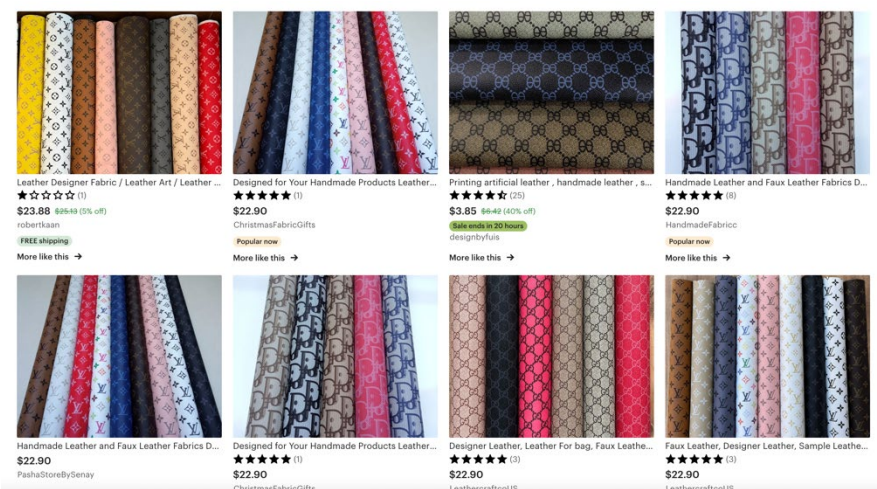 Leather Designer Fabric / Leather Art / Leather ...
(1)
$23.88 $25.13 (5% off)
robertkaan
FREE shipping
More like this →
Designed for Your Handmade Products Leather...
(1)
$22.90
ChristmasFabricGifts
Popular now
More like this →
Printing artificial leather , handmade leather , s...
(25)
$3.85 $6.42 (40% off)
Sale ends in 20 hours
designbyfuis
More like this →
Handmade Leather and Faux Leather Fabrics D...
(8)
$22.90
HandmadeFabricc
Popular now
More like this →
Handmade Leather and Faux Leather Fabrics D...
$22.90
PashaStoreBySenay
Designed for Your Handmade Products Leather...
(1)
$22.90
ChristmasFabricGifts
Designer Leather, Leather For bag, Faux Leathe...
(3)
$22.90
LeathercraftcoUS
Faux Leather, Designer Leather, Sample Leathe...
(3)
$22.90
LeathercraftcoUS